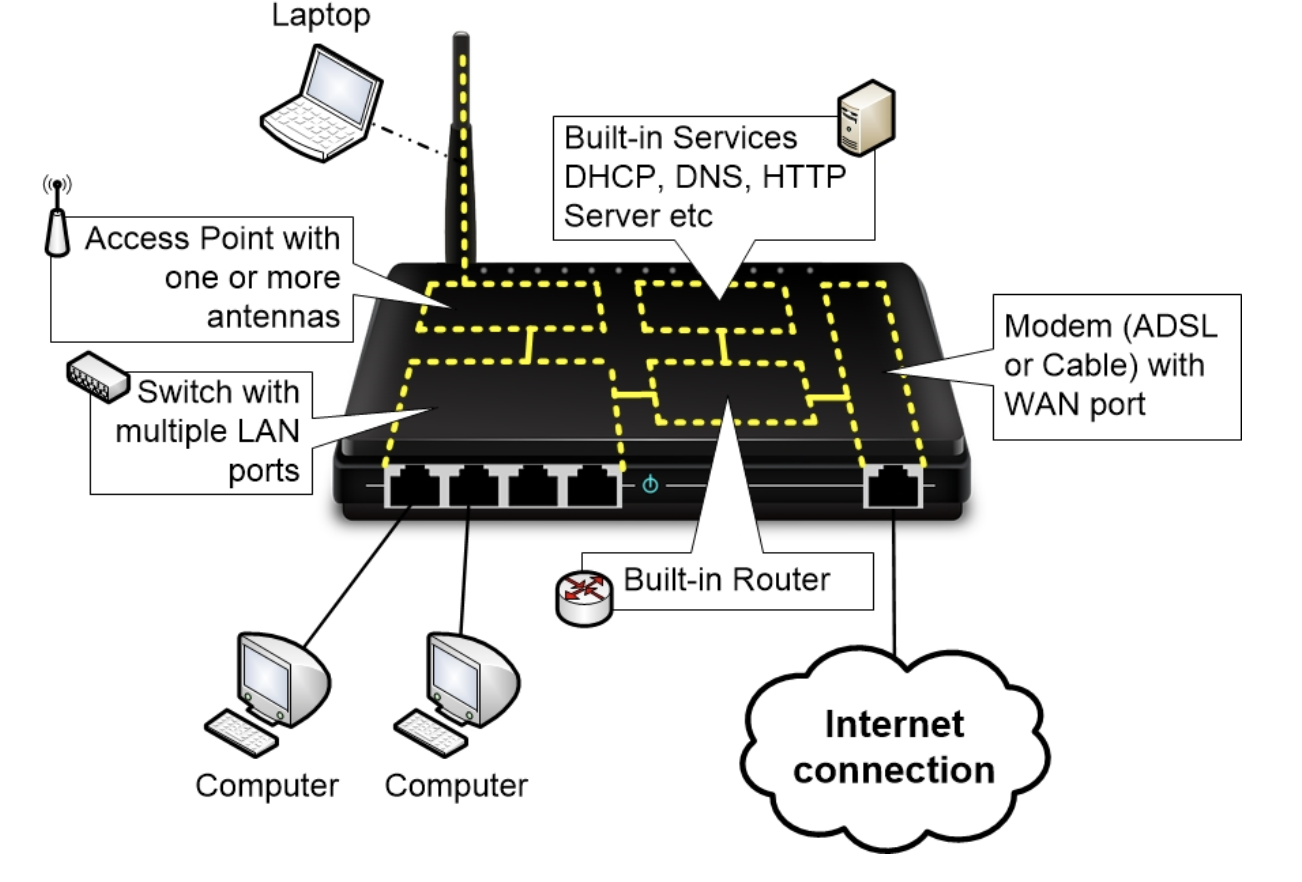 Laptop
Built-in Services
DHCP, DNS, HTTP
Server etc
Access Point with
one or more
antennas
Modem (ADSL
or Cable) with
WAN port
Switch with
multiple LAN
ports
Built-in Router
Internet
connection
Computer
Computer